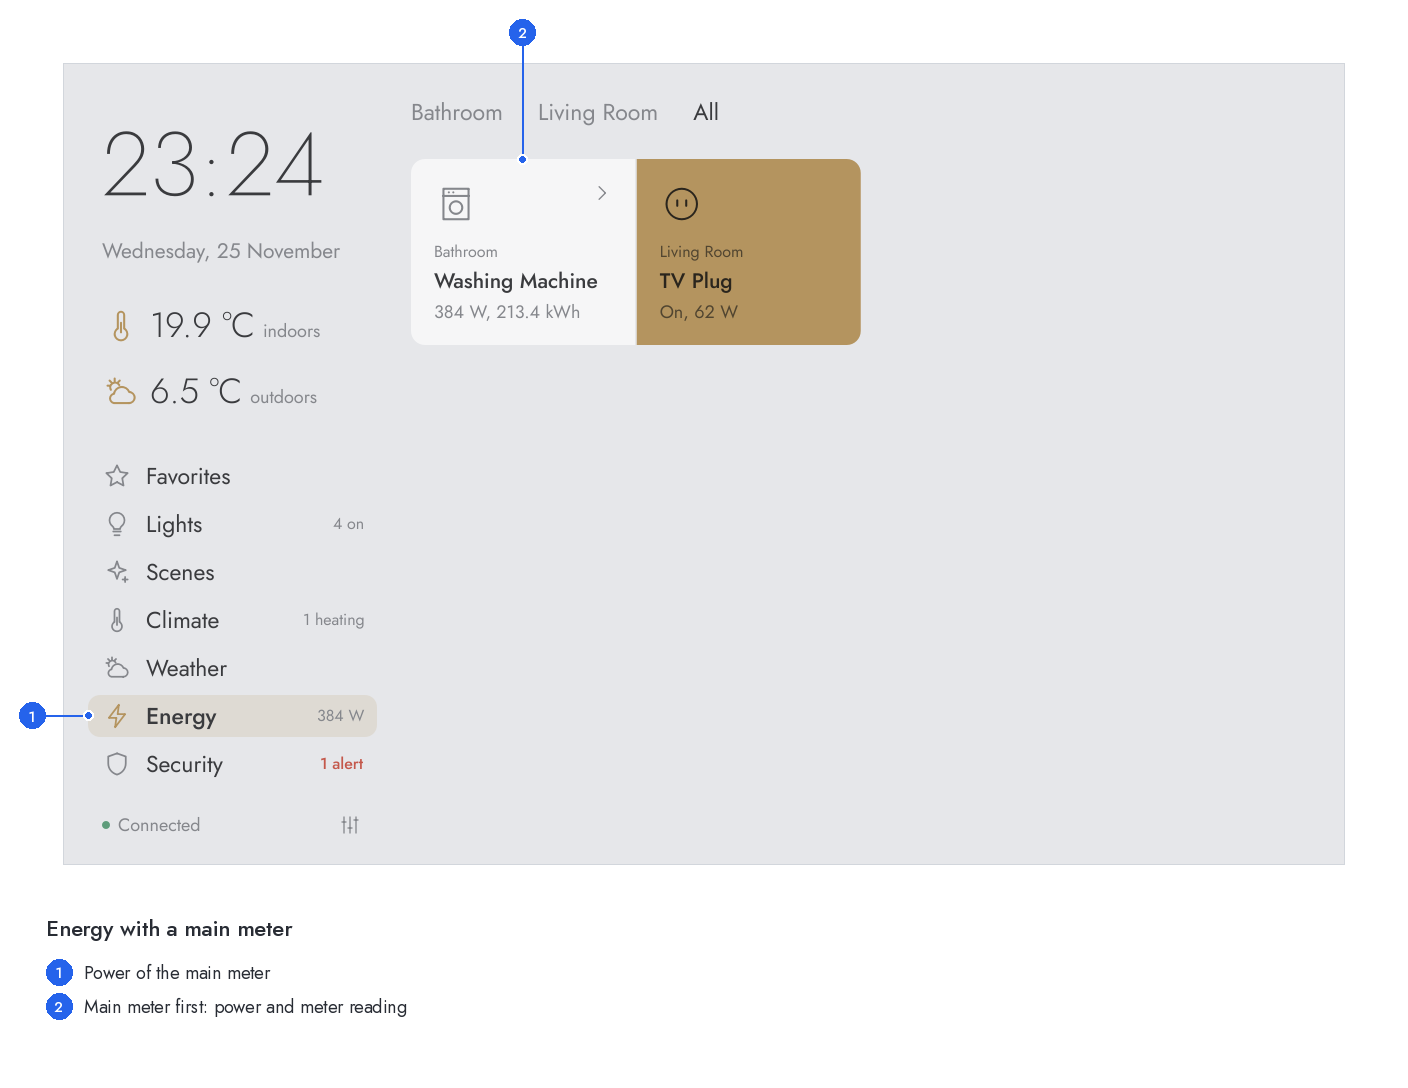 2
Bathroom Living Room All
23:24
Wednesday, 25 November
19.9 °C indoors
6.5 °C outdoors
Bathroom
Washing Machine
384 W, 213.4 kWh
Living Room
TV Plug
On, 62 W
Favorites
Lights 4 on
Scenes
Climate 1 heating
Weather
1
Energy 384 W
Security 1 alert
Connected
Energy with a main meter
1 Power of the main meter
2 Main meter first: power and meter reading